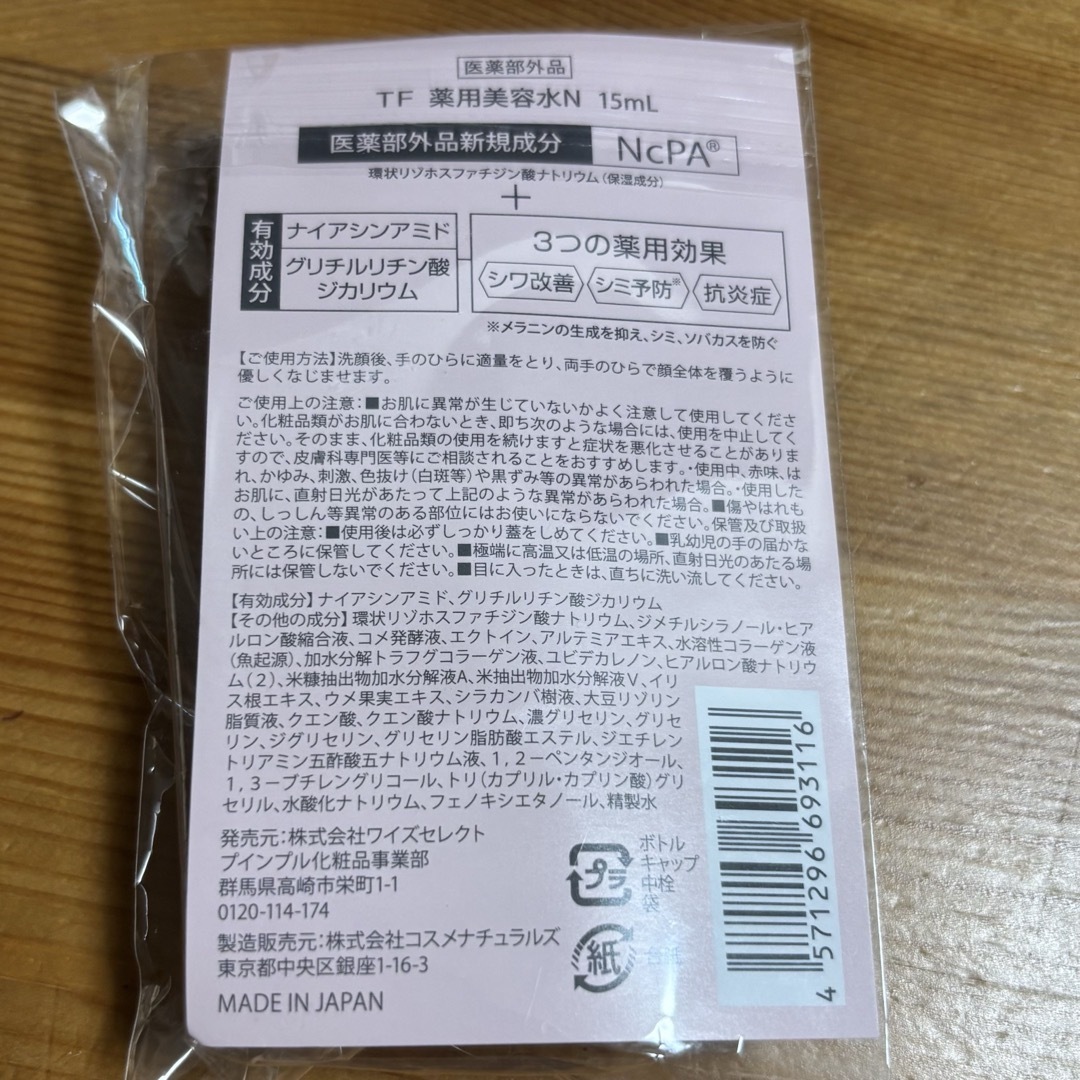 医薬部外品
TF 薬用美容水N 15mL
医薬部外品新規成分 NcPA®
環状リゾホスファチジン酸ナトリウム(保湿成分)
+
有効成分
ナイアシンアミド
グリチルリチン酸
ジカリウム
3つの薬用効果
シワ改善 シミ予防※ 抗炎症
※メラニンの生成を抑え、シミ、ソバカスを防ぐ
【ご使用方法】洗顔後、手のひらに適量をとり、両手のひらで顔全体を覆うように
優しくなじませます。
ご使用上の注意：■お肌に異常が生じていないかよく注意して使用してくださ
い。化粧品類がお肌に合わないとき、即ち次のような場合には、使用を中止してく
ださい。そのまま、化粧品類の使用を続けますと症状を悪化させることがありま
すので、皮膚科専門医等にご相談されることをおすすめします。・使用中、赤味、は
れ、かゆみ、刺激、色抜け(白斑等)や黒ずみ等の異常があらわれた場合。・使用した
お肌に、直射日光があたって上記のような異常があらわれた場合。■傷やはれも
の、しっしん等異常のある部位にはお使いにならないでください。保管及び取扱
い上の注意：■使用後は必ずしっかり蓋をしめてください。■乳幼児の手の届かな
いところに保管してください。■極端に高温又は低温の場所、直射日光のあたる場
所には保管しないでください。■目に入ったときは、直ちに洗い流してください。
【有効成分】ナイアシンアミド、グリチルリチン酸ジカリウム
【その他の成分】環状リゾホスファチジン酸ナトリウム、ジメチルシラノール・ヒア
ルロン酸縮合液、コメ発酵液、エクトイン、アルテミアエキス、水溶性コラーゲン液
(魚起源)、加水分解トラフグコラーゲン液、ユビデカレノン、ヒアルロン酸ナトリウ
ム(2)、米糠抽出物加水分解液A、米抽出物加水分解液V、イリ
ス根エキス、ウメ果実エキス、シラカンバ樹液、大豆リゾリン
脂質液、クエン酸、クエン酸ナトリウム、濃グリセリン、グリセ
リン、ジグリセリン、グリセリン脂肪酸エステル、ジエチレン
トリアミン五酢酸五ナトリウム液、1,2－ペンタンジオール、
1,3－ブチレングリコール、トリ(カプリル・カプリン酸)グリ
セリル、水酸化ナトリウム、フェノキシエタノール、精製水
発売元：株式会社ワイズセレクト
プインプル化粧品事業部
群馬県高崎市栄町1-1
0120-114-174
製造販売元：株式会社コスメナチュラルズ
東京都中央区銀座1-16-3
MADE IN JAPAN
プラ
ボトル
キャップ
中栓
袋
紙
4 571296 693116